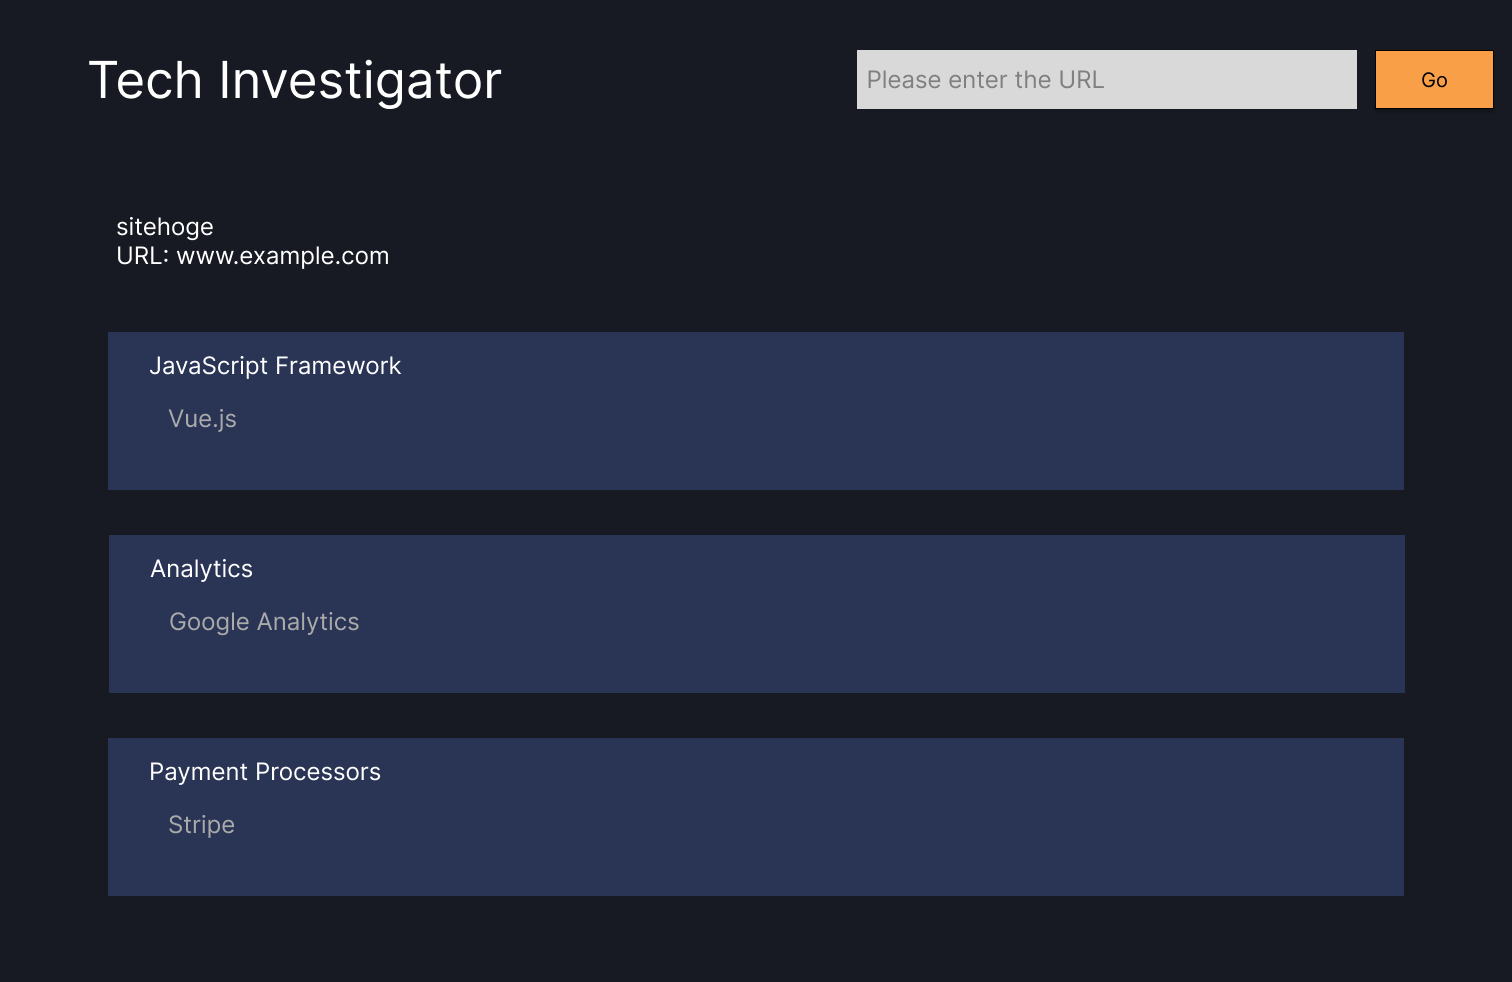 Tech Investigator
Please enter the URL
Go
sitehoge
URL: www.example.com
JavaScript Framework
Vue.js
Analytics
Google Analytics
Payment Processors
Stripe